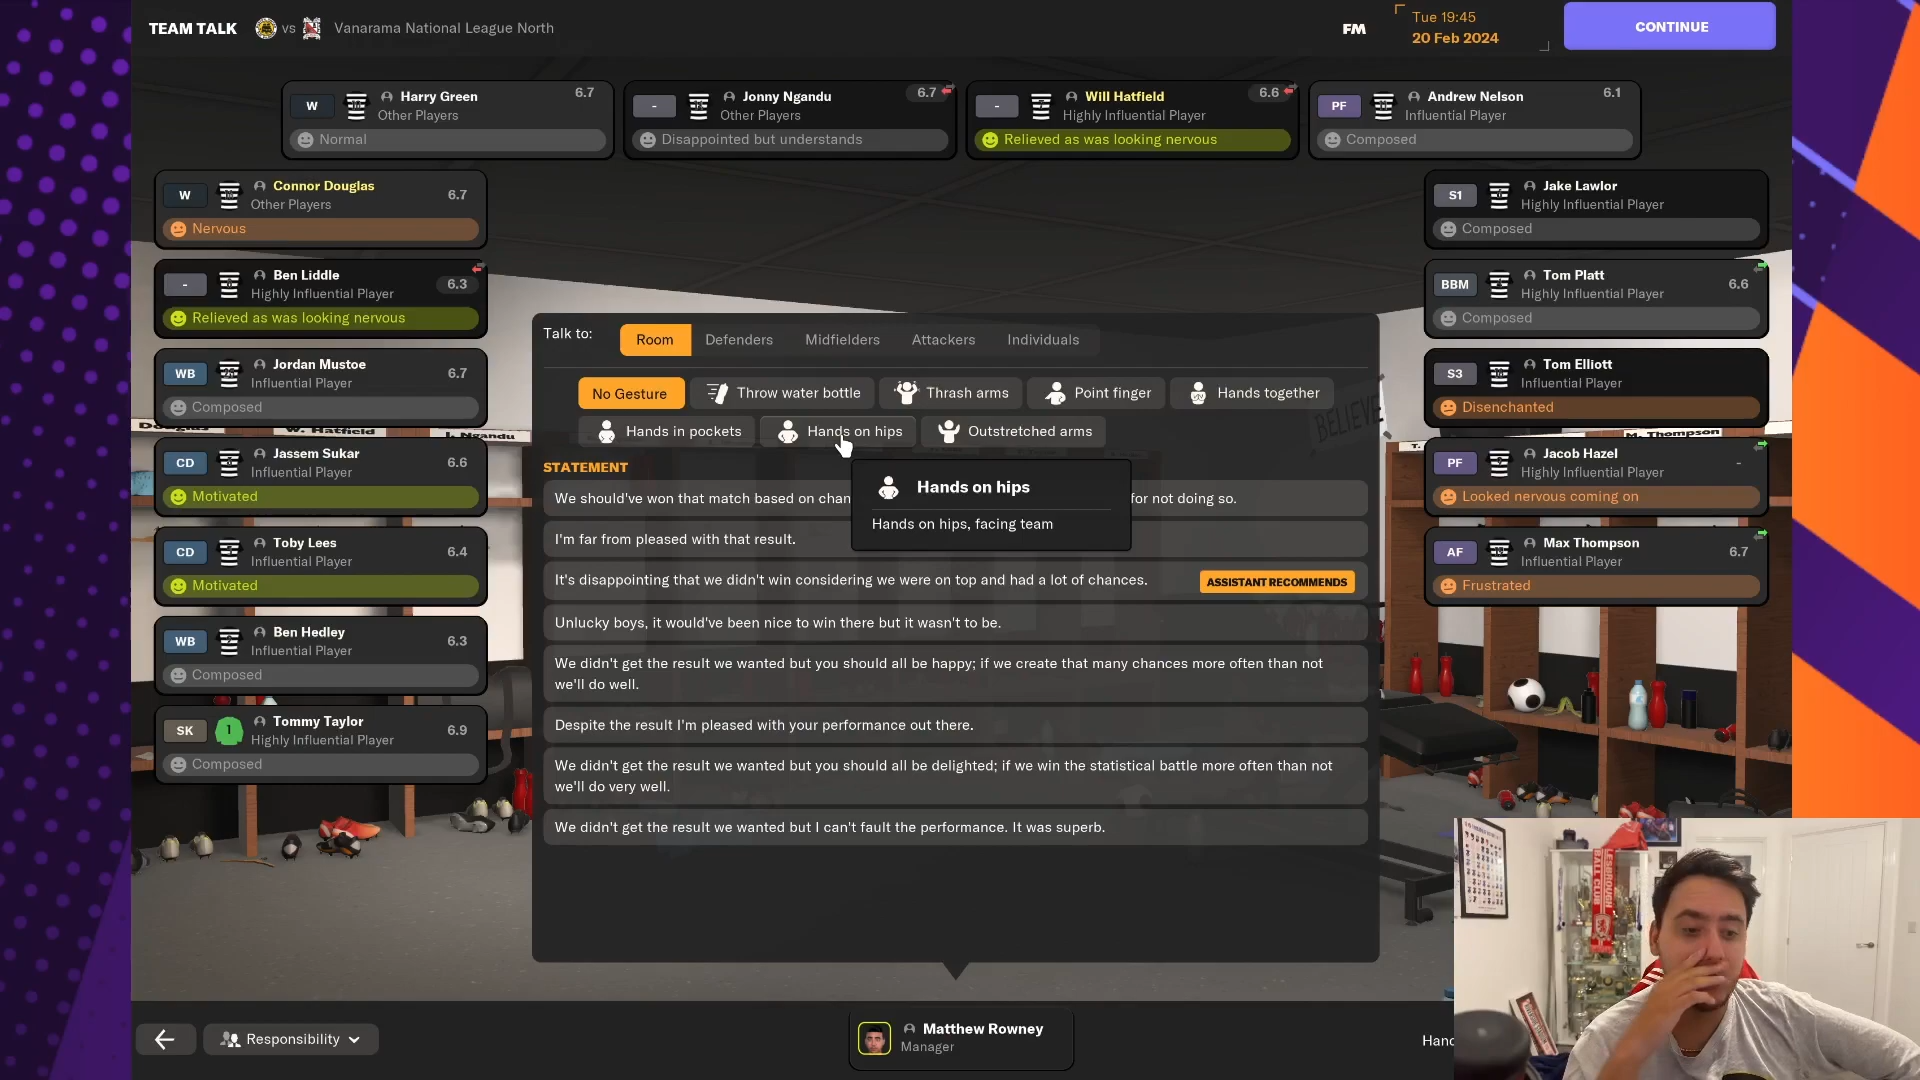 TEAM TALK
vs
Vanarama National League North
FM
Tue 19:45
20 Feb 2024
CONTINUE
W
Harry Green
Other Players
6.7
Normal
-
Jonny Ngandu
Other Players
6.7
Disappointed but understands
-
Will Hatfield
Highly Influential Player
6.6
Relieved as was looking nervous
PF
Andrew Nelson
Influential Player
6.1
Composed
W
Connor Douglas
Other Players
6.7
Nervous
-
Ben Liddle
Highly Influential Player
6.3
Relieved as was looking nervous
WB
Jordan Mustoe
Influential Player
6.7
Composed
CD
Jassem Sukar
Influential Player
6.6
Motivated
CD
Toby Lees
Influential Player
6.4
Motivated
WB
Ben Hedley
Influential Player
6.3
Composed
SK
1
Tommy Taylor
Highly Influential Player
6.9
Composed
S1
Jake Lawlor
Highly Influential Player
Composed
BBM
Tom Platt
Highly Influential Player
6.6
Composed
S3
Tom Elliott
Influential Player
Disenchanted
PF
Jacob Hazel
Highly Influential Player
-
Looked nervous coming on
AF
Max Thompson
Influential Player
6.7
Frustrated
Talk to:
Room
Defenders
Midfielders
Attackers
Individuals
No Gesture
Throw water bottle
Thrash arms
Point finger
Hands together
Hands in pockets
Hands on hips
Outstretched arms
STATEMENT
We should've won that match based on chan
for not doing so.
Hands on hips
Hands on hips, facing team
I'm far from pleased with that result.
It's disappointing that we didn't win considering we were on top and had a lot of chances.
ASSISTANT RECOMMENDS
Unlucky boys, it would've been nice to win there but it wasn't to be.
We didn't get the result we wanted but you should all be happy; if we create that many chances more often than not
we'll do well.
Despite the result I'm pleased with your performance out there.
We didn't get the result we wanted but you should all be delighted; if we win the statistical battle more often than not
we'll do very well.
We didn't get the result we wanted but I can't fault the performance. It was superb.
BELIEVE
Douglas
W. Hatfield
J. Ngandu
M. Thompson
Responsibility
Matthew Rowney
Manager
Hand